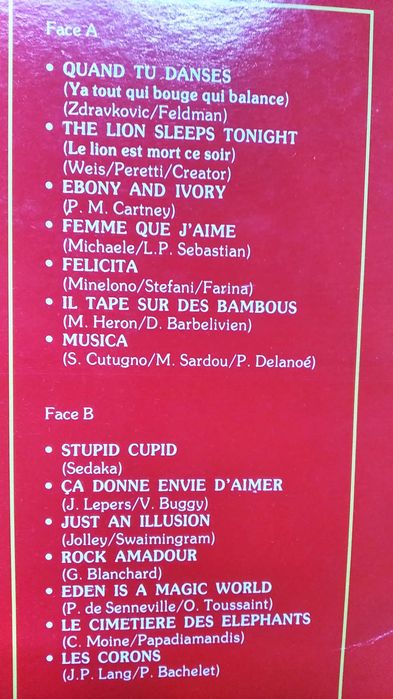 Face A
• QUAND TU DANSES
(Ya tout qui bouge qui balance)
(Zdravkovic/Feldman)
• THE LION SLEEPS TONIGHT
(Le lion est mort ce soir)
(Weis/Peretti/Creator)
• EBONY AND IVORY
(P. M. Cartney)
• FEMME QUE J'AIME
(Michaele/L.P. Sebastian)
• FELICITA
(Minelono/Stefani/Farina)
• IL TAPE SUR DES BAMBOUS
(M. Heron/D. Barbelivien)
• MUSICA
(S. Cutugno/M. Sardou/P. Delanoé)
Face B
• STUPID CUPID
(Sedaka)
• ÇA DONNE ENVIE D'AIMER
(J. Lepers/V. Buggy)
• JUST AN ILLUSION
(Jolley/Swaimingram)
• ROCK AMADOUR
(G. Blanchard)
• EDEN IS A MAGIC WORLD
(P. de Senneville/O. Toussaint)
• LE CIMETIERE DES ELEPHANTS
(C. Moine/Papadiamandis)
• LES CORONS
(J.P. Lang/P. Bachelet)